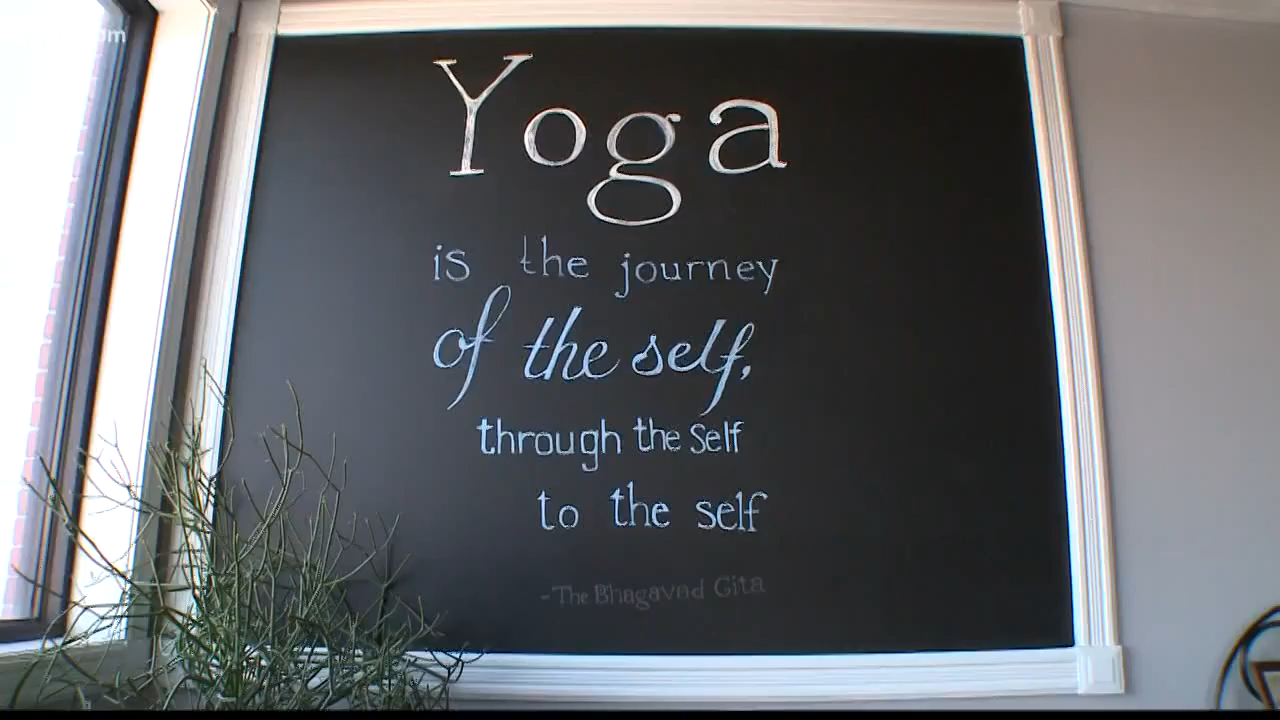 Yoga
is the journey
of the self,
through the self
to the self
-The Bhagavad Gita